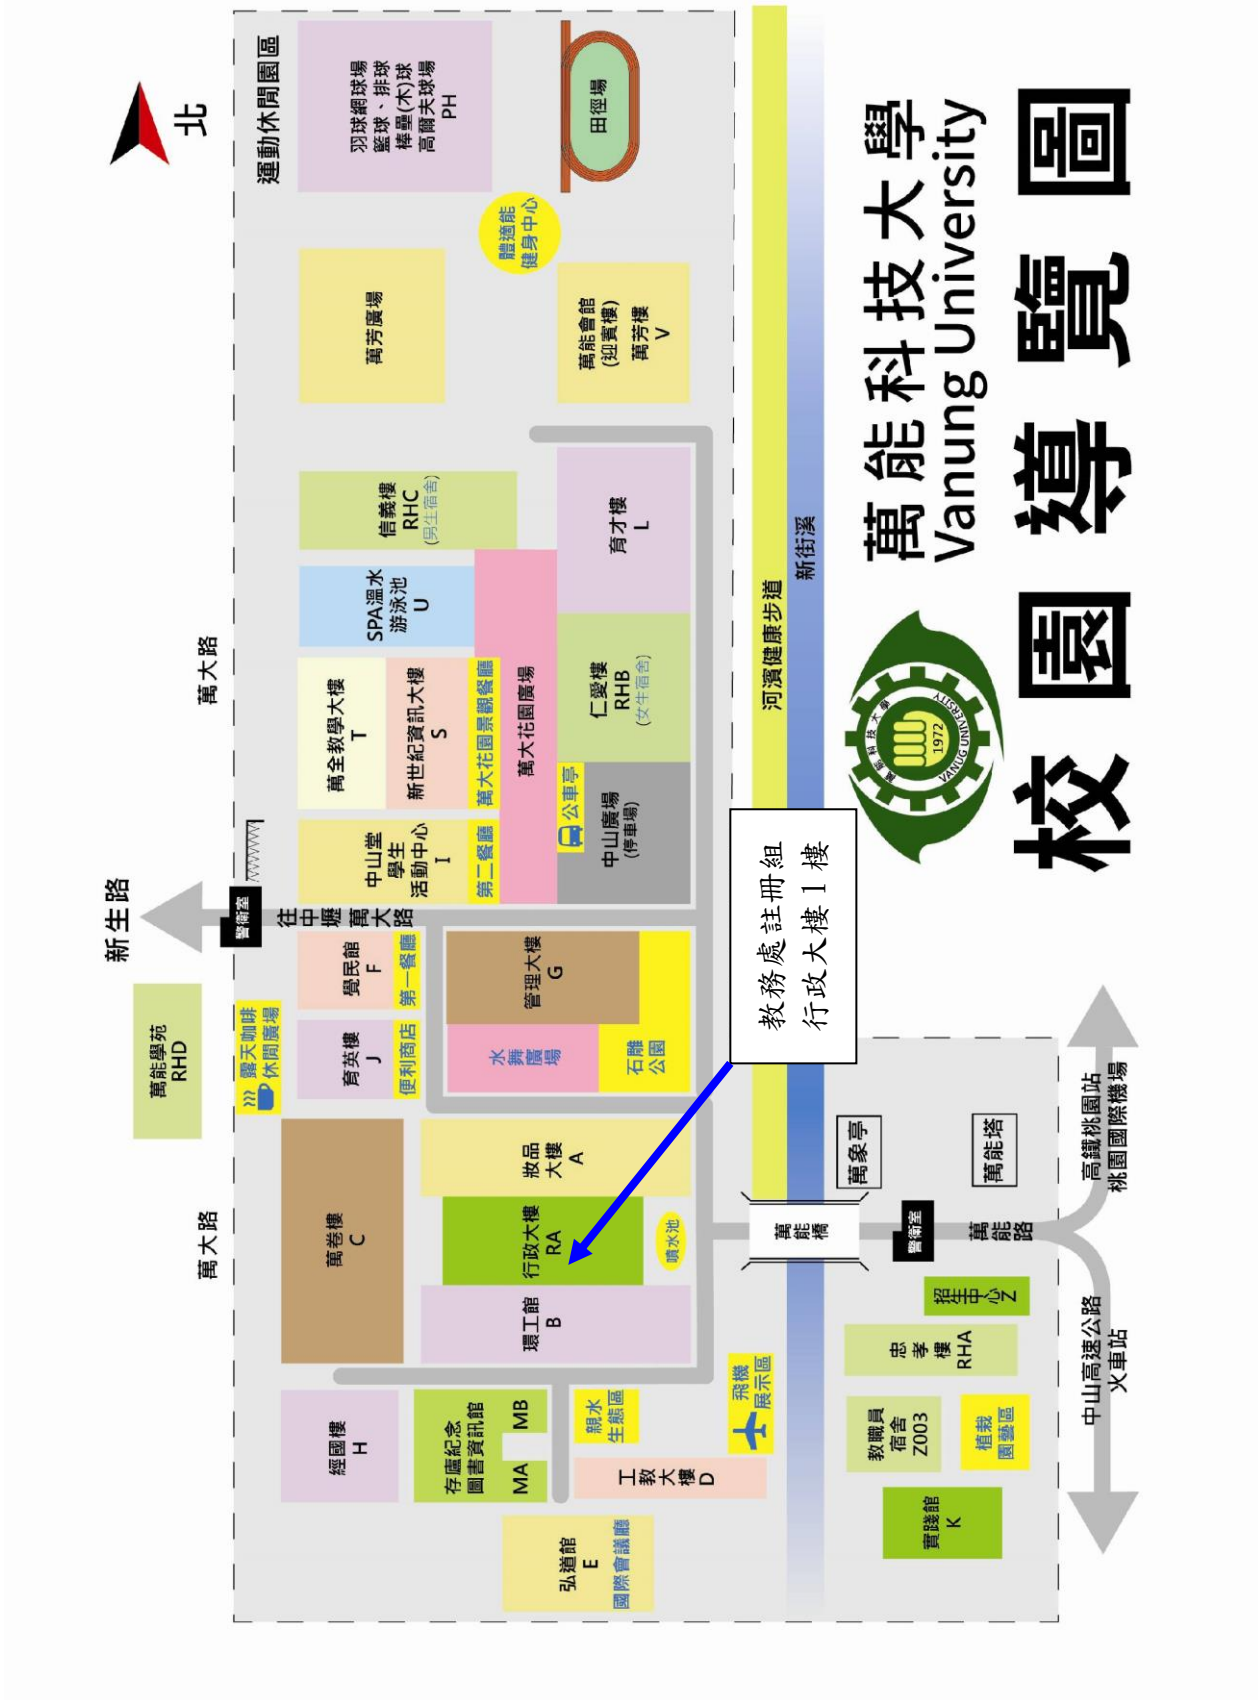 萬能科技大學
Vanung University
校園導覽圖
萬能科技大學
1972
VANUG UNIVERSITY
北
新生路
萬大路
萬大路
萬能學苑
RHD
警衛室
往中壢萬大路
露天咖啡
休閒廣場
運動休閒園區
羽球網球場
籃球、排球
棒壘(木)球
高爾夫球場
PH
田徑場
體適能
健身中心
萬芳廣場
萬能會館
(迎賓樓)
萬芳樓
V
信義樓
RHC
(男生宿舍)
SPA溫水
游泳池
U
育才樓
L
萬全教學大樓
T
新世紀資訊大樓
S
萬大花園景觀餐廳
萬大花園廣場
仁愛樓
RHB
(女生宿舍)
中山堂
學生
活動中心
I
第二餐廳
公車亭
中山廣場
(停車場)
覺民館
F
第一餐廳
育英樓
J
便利商店
管理大樓
G
水舞廣場
石雕
公園
萬卷樓
C
妝品
大樓
A
行政大樓
RA
噴水池
環工館
B
經國樓
H
存廬紀念
圖書資訊館
MA
MB
親水
生態區
飛機
展示區
工教大樓
D
弘道館
E
國際會議廳
河濱健康步道
新街溪
教務處註冊組
行政大樓1樓
萬能橋
萬象亭
萬能塔
警衛室
萬能路
招生中心Z
忠孝樓
RHA
教職員
宿舍
Z003
植栽
園藝區
實踐館
K
高鐵桃園站
桃園國際機場
中山高速公路
火車站